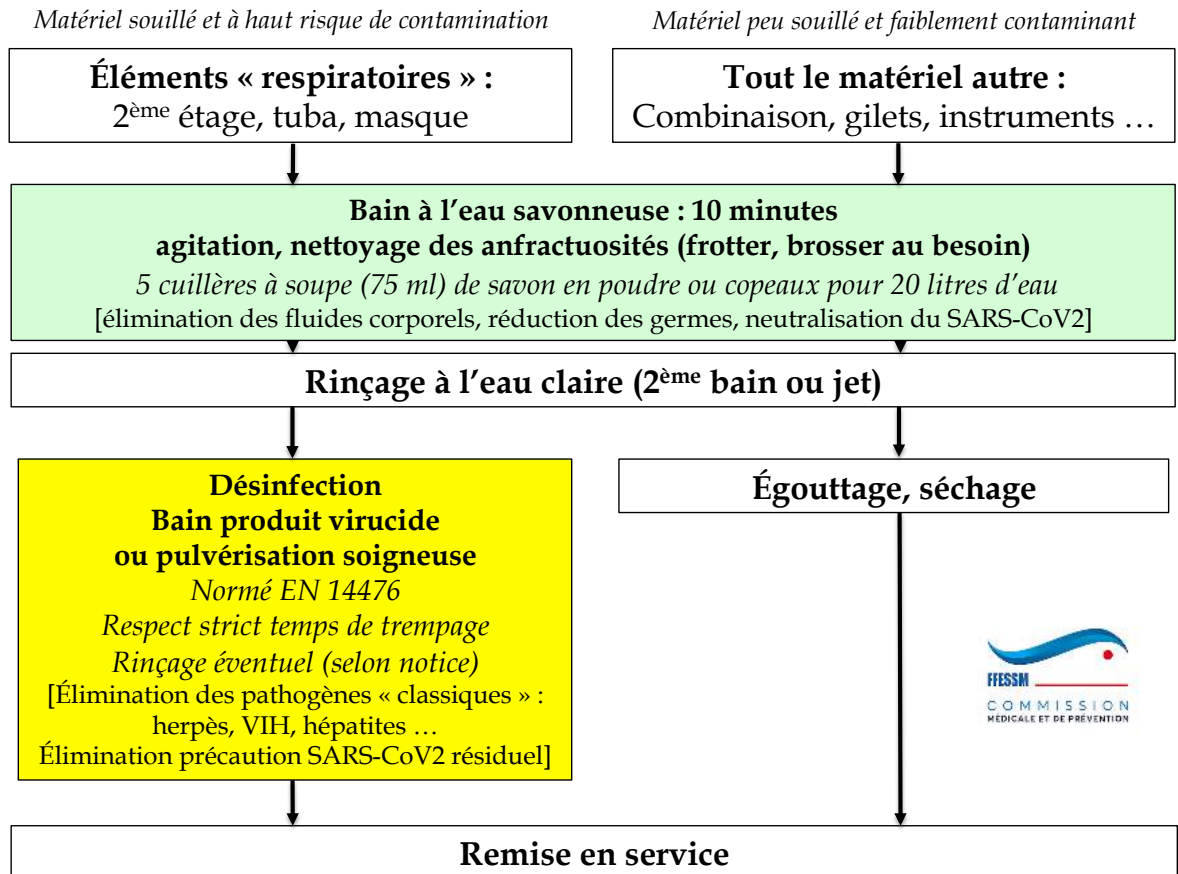 Matériel souillé et à haut risque de contamination
Matériel peu souillé et faiblement contaminant
Éléments « respiratoires » :
2ème étage, tuba, masque
Tout le matériel autre :
Combinaison, gilets, instruments …
Bain à l’eau savonneuse : 10 minutes
agitation, nettoyage des anfractuosités (frotter, brosser au besoin)
5 cuillères à soupe (75 ml) de savon en poudre ou copeaux pour 20 litres d’eau
[élimination des fluides corporels, réduction des germes, neutralisation du SARS-CoV2]
Rinçage à l’eau claire (2ème bain ou jet)
Désinfection
Bain produit virucide
ou pulvérisation soigneuse
Normé EN 14476
Respect strict temps de trempage
Rinçage éventuel (selon notice)
[Élimination des pathogènes « classiques » :
herpès, VIH, hépatites …
Élimination précaution SARS-CoV2 résiduel]
Égouttage, séchage
FFESSM
COMMISSION
MÉDICALE ET DE PRÉVENTION
Remise en service